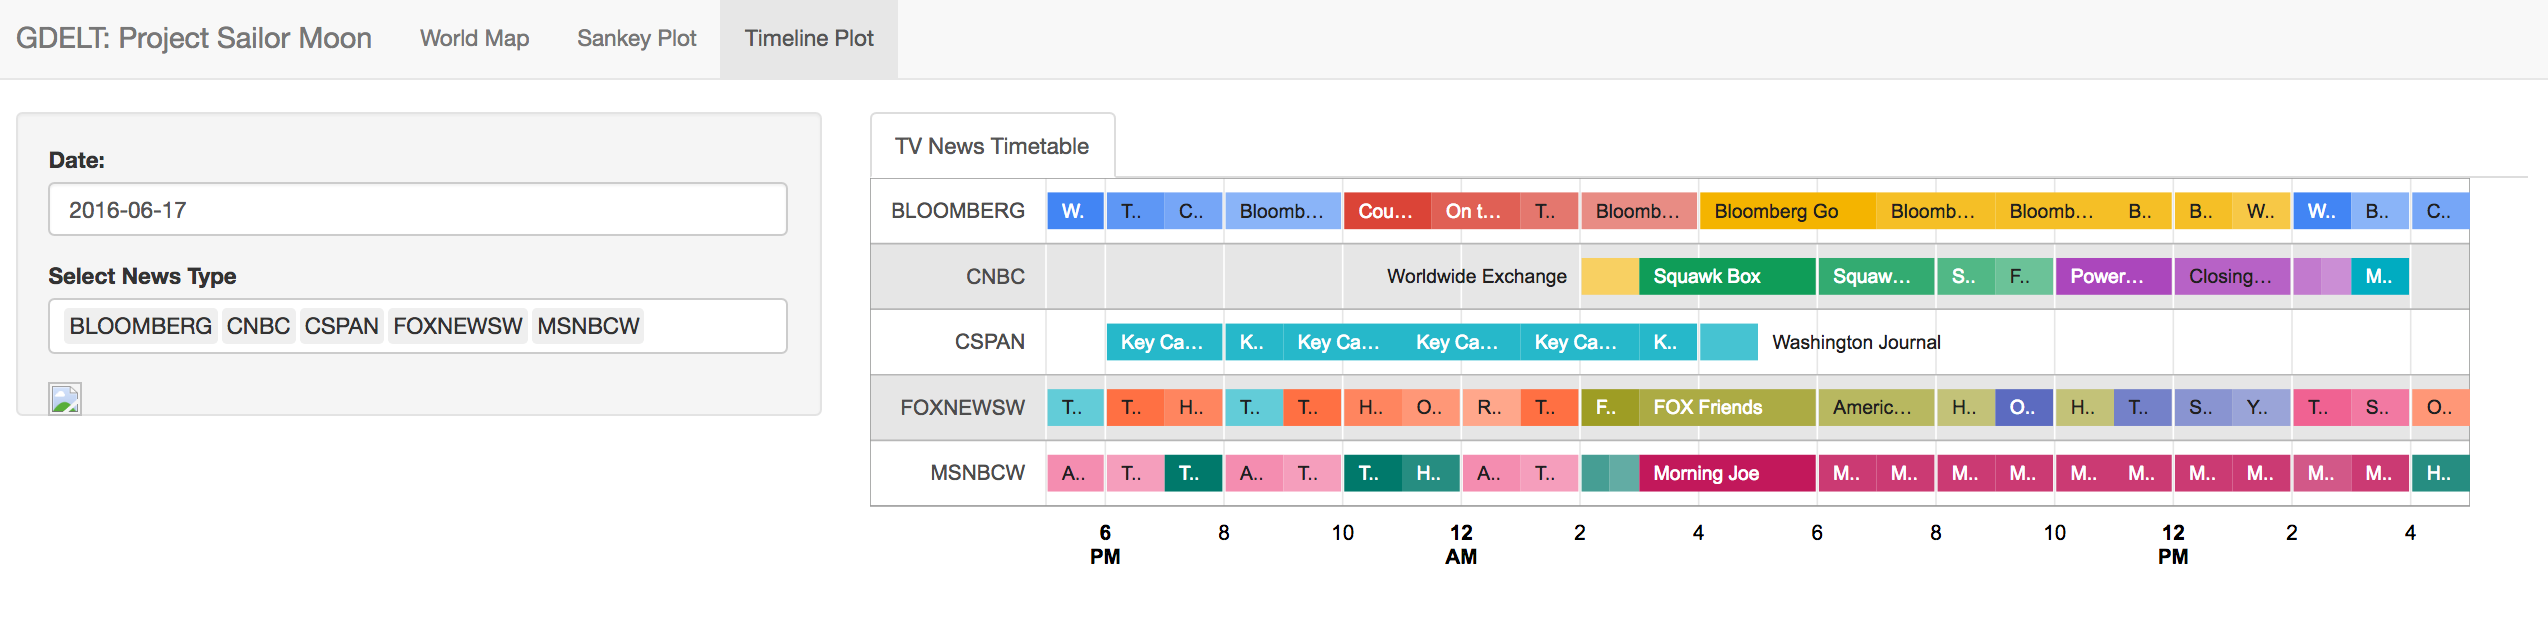 GDELT: Project Sailor Moon World Map Sankey Plot Timeline Plot
Date:
2016-06-17
Select News Type
BLOOMBERG CNBC CSPAN FOXNEWSW MSNBCW
TV News Timetable
BLOOMBERG W. T.. C.. Bloomb... Cou... On t... T.. Bloomb... Bloomberg Go Bloomb... Bloomb... B.. B.. W.. W.. B.. C..
CNBC Worldwide Exchange Squawk Box Squaw... S.. F.. Power... Closing... M..
CSPAN Key Ca... K.. Key Ca... Key Ca... Key Ca... K.. Washington Journal
FOXNEWSW T.. T.. H.. T.. T.. H.. O.. R.. T.. F.. FOX Friends Americ... H.. O.. H.. T.. S.. Y.. T.. S.. O..
MSNBCW A.. T.. T.. A.. T.. T.. H.. A.. T.. Morning Joe M.. M.. M.. M.. M.. M.. M.. M.. M.. M.. H..
6 8 10 12 2 4 6 8 10 12 2 4
PM AM PM